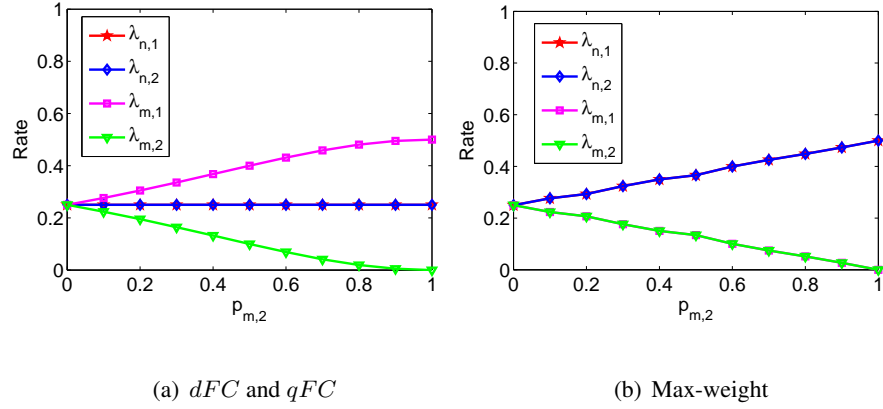 1
0.8
0.6
0.4
0.2
0
Rate
λn,1
λn,2
λm,1
λm,2
0 0.2 0.4 0.6 0.8 1
pm,2
(a) dFC and qFC
1
0.8
0.6
0.4
0.2
0
Rate
λn,1
λn,2
λm,1
λm,2
0 0.2 0.4 0.6 0.8 1
pm,2
(b) Max-weight